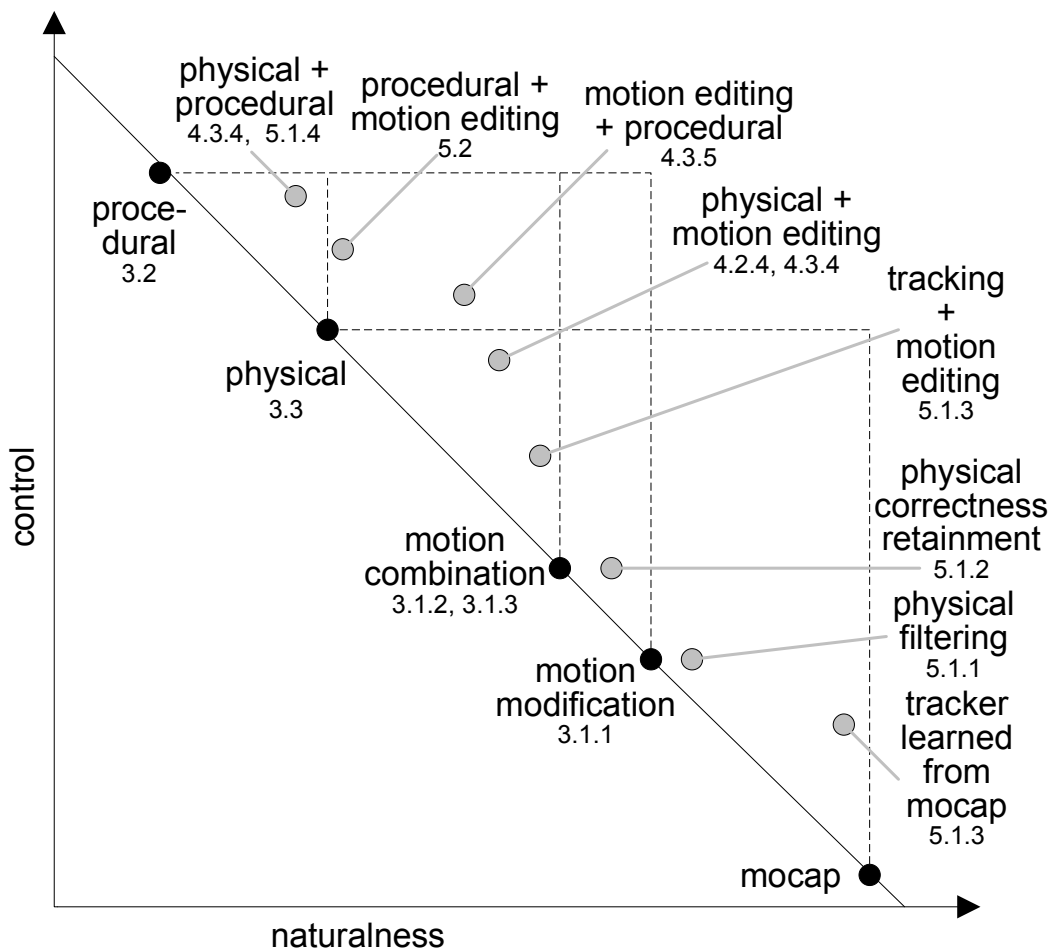 physical +
procedural
4.3.4, 5.1.4
procedural +
motion editing
5.2
motion editing
+ procedural
4.3.5
physical +
motion editing
4.2.4, 4.3.4
proce-
dural
3.2
tracking
+
motion
editing
5.1.3
physical
3.3
control
physical
correctness
retainment
5.1.2
motion
combination
3.1.2, 3.1.3
physical
filtering
5.1.1
motion
modification
3.1.1
tracker
learned
from
mocap
5.1.3
mocap
naturalness